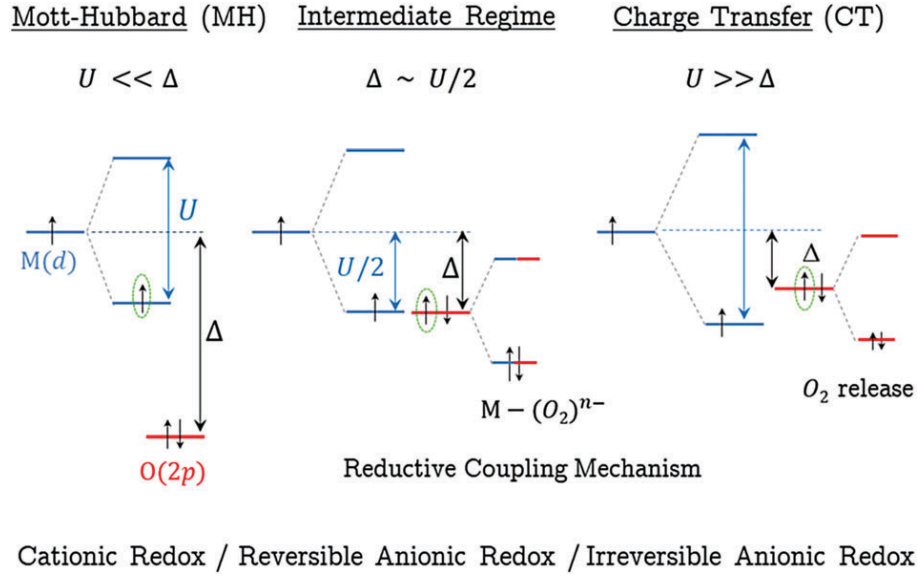 Mott-Hubbard (MH) Intermediate Regime Charge Transfer (CT)
U << Δ Δ ~ U/2 U >> Δ
U
M(d)
U/2 Δ Δ
Δ
M − (O₂)ⁿ⁻ O₂ release
O(2p) Reductive Coupling Mechanism
Cationic Redox / Reversible Anionic Redox / Irreversible Anionic Redox